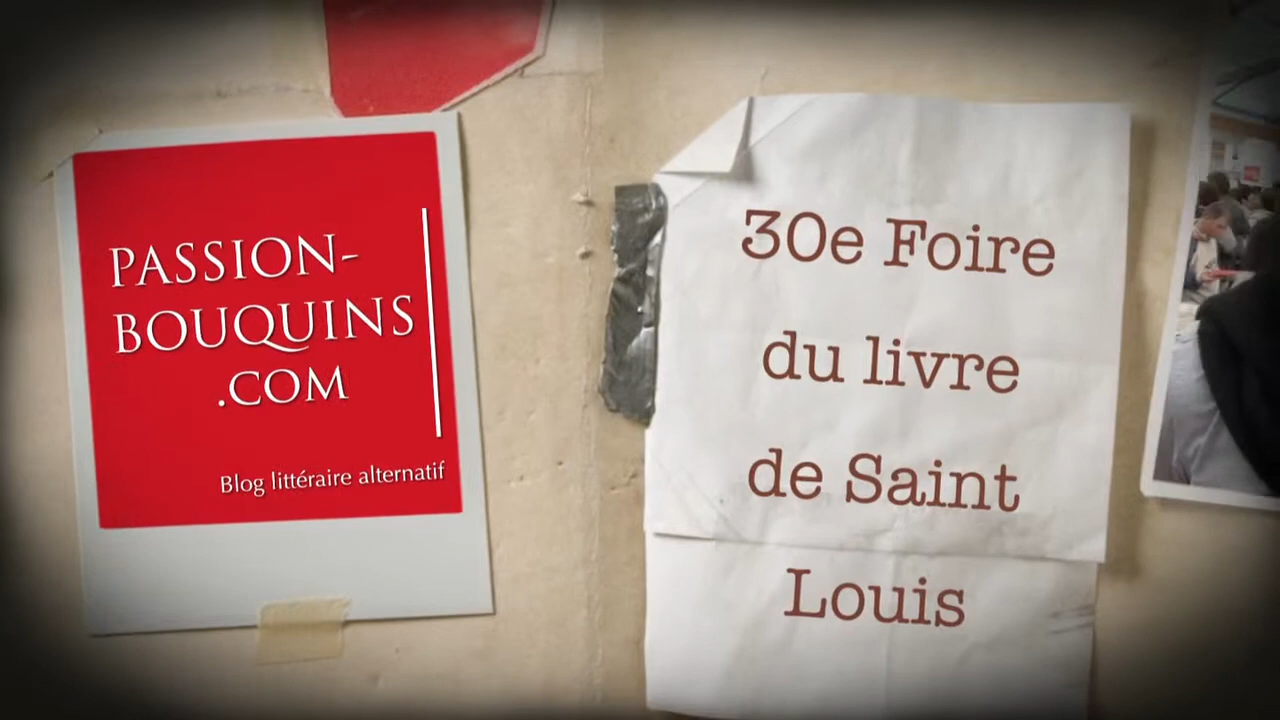 PASSION-
BOUQUINS
.COM
Blog littéraire alternatif
30e Foire
du livre
de Saint
Louis